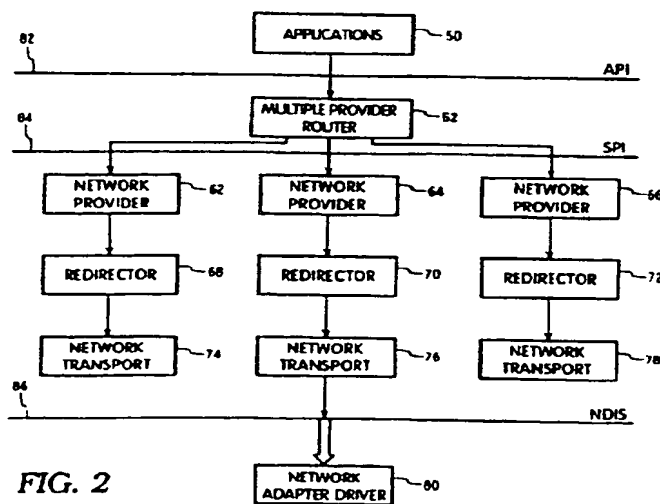 82
APPLICATIONS
50
API
84
MULTIPLE PROVIDER
ROUTER
52
SPI
NETWORK
PROVIDER
62
NETWORK
PROVIDER
64
NETWORK
PROVIDER
66
REDIRECTOR
68
REDIRECTOR
70
REDIRECTOR
72
NETWORK
TRANSPORT
74
NETWORK
TRANSPORT
76
NETWORK
TRANSPORT
78
86
NDIS
FIG. 2
NETWORK
ADAPTER DRIVER
80